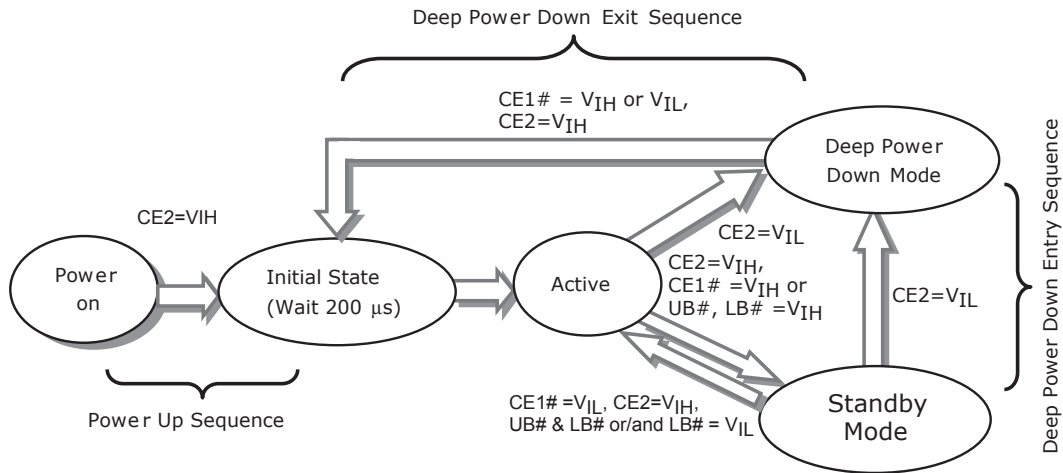 Deep Power Down Exit Sequence
CE1# = VIH or VIL,
CE2=VIH
Deep Power
Down Mode
CE2=VIH
Power
on
Initial State
(Wait 200 μs)
Active
CE2=VIL
CE2=VIH,
CE1# =VIH or
UB#, LB# =VIH
CE2=VIL
Deep Power Down Entry Sequence
Power Up Sequence
CE1# =VIL, CE2=VIH,
UB# & LB# or/and LB# = VIL
Standby
Mode